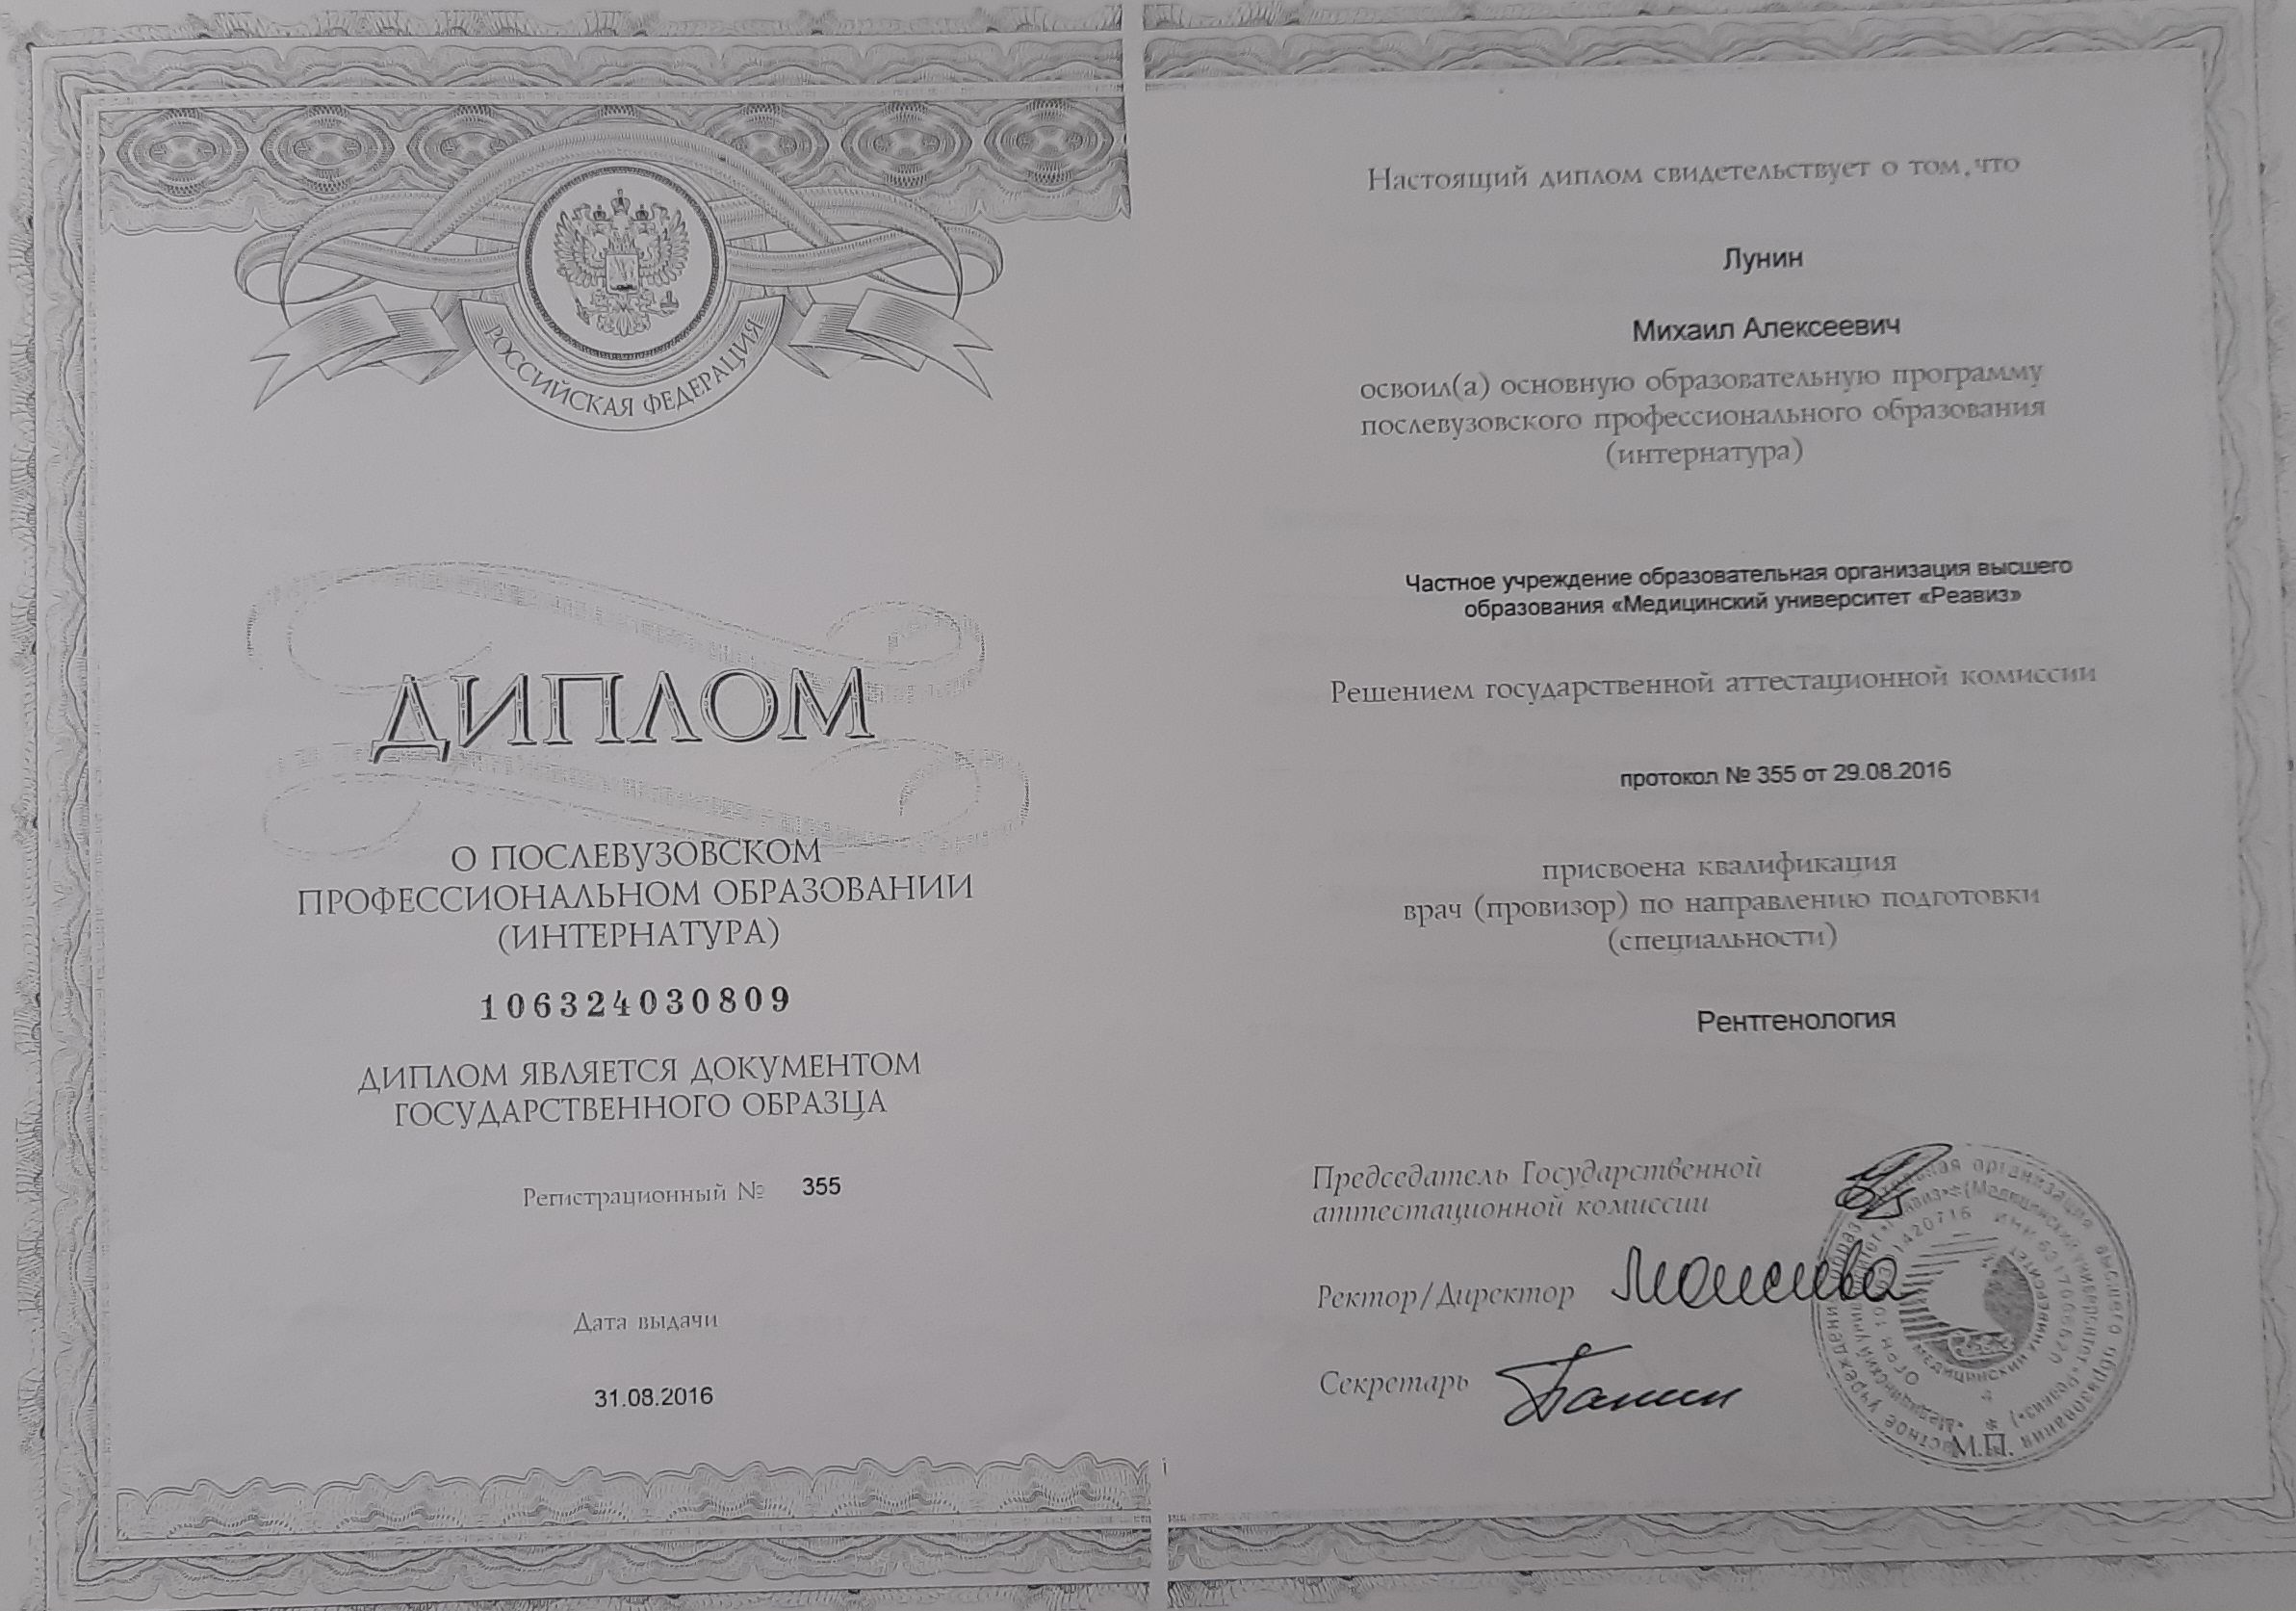 РОССИЙСКАЯ ФЕДЕРАЦИЯ
ДИПЛОМ
О ПОСЛЕВУЗОВСКОМ
ПРОФЕССИОНАЛЬНОМ ОБРАЗОВАНИИ
(ИНТЕРНАТУРА)
106324030809
ДИПЛОМ ЯВЛЯЕТСЯ ДОКУМЕНТОМ
ГОСУДАРСТВЕННОГО ОБРАЗЦА
Регистрационный № 355
Дата выдачи
31.08.2016
Настоящий диплом свидетельствует о том,что
Лунин
Михаил Алексеевич
освоил(а) основную образовательную программу
послевузовского профессионального образования
(интернатура)
Частное учреждение образовательная организация высшего
образования «Медицинский университет «Реавиз»
Решением государственной аттестационной комиссии
протокол № 355 от 29.08.2016
присвоена квалификация
врач (провизор) по направлению подготовки
(специальности)
Рентгенология
Председатель Государственной
аттестационной комиссии
Ректор/Директор
Секретарь
М.П.